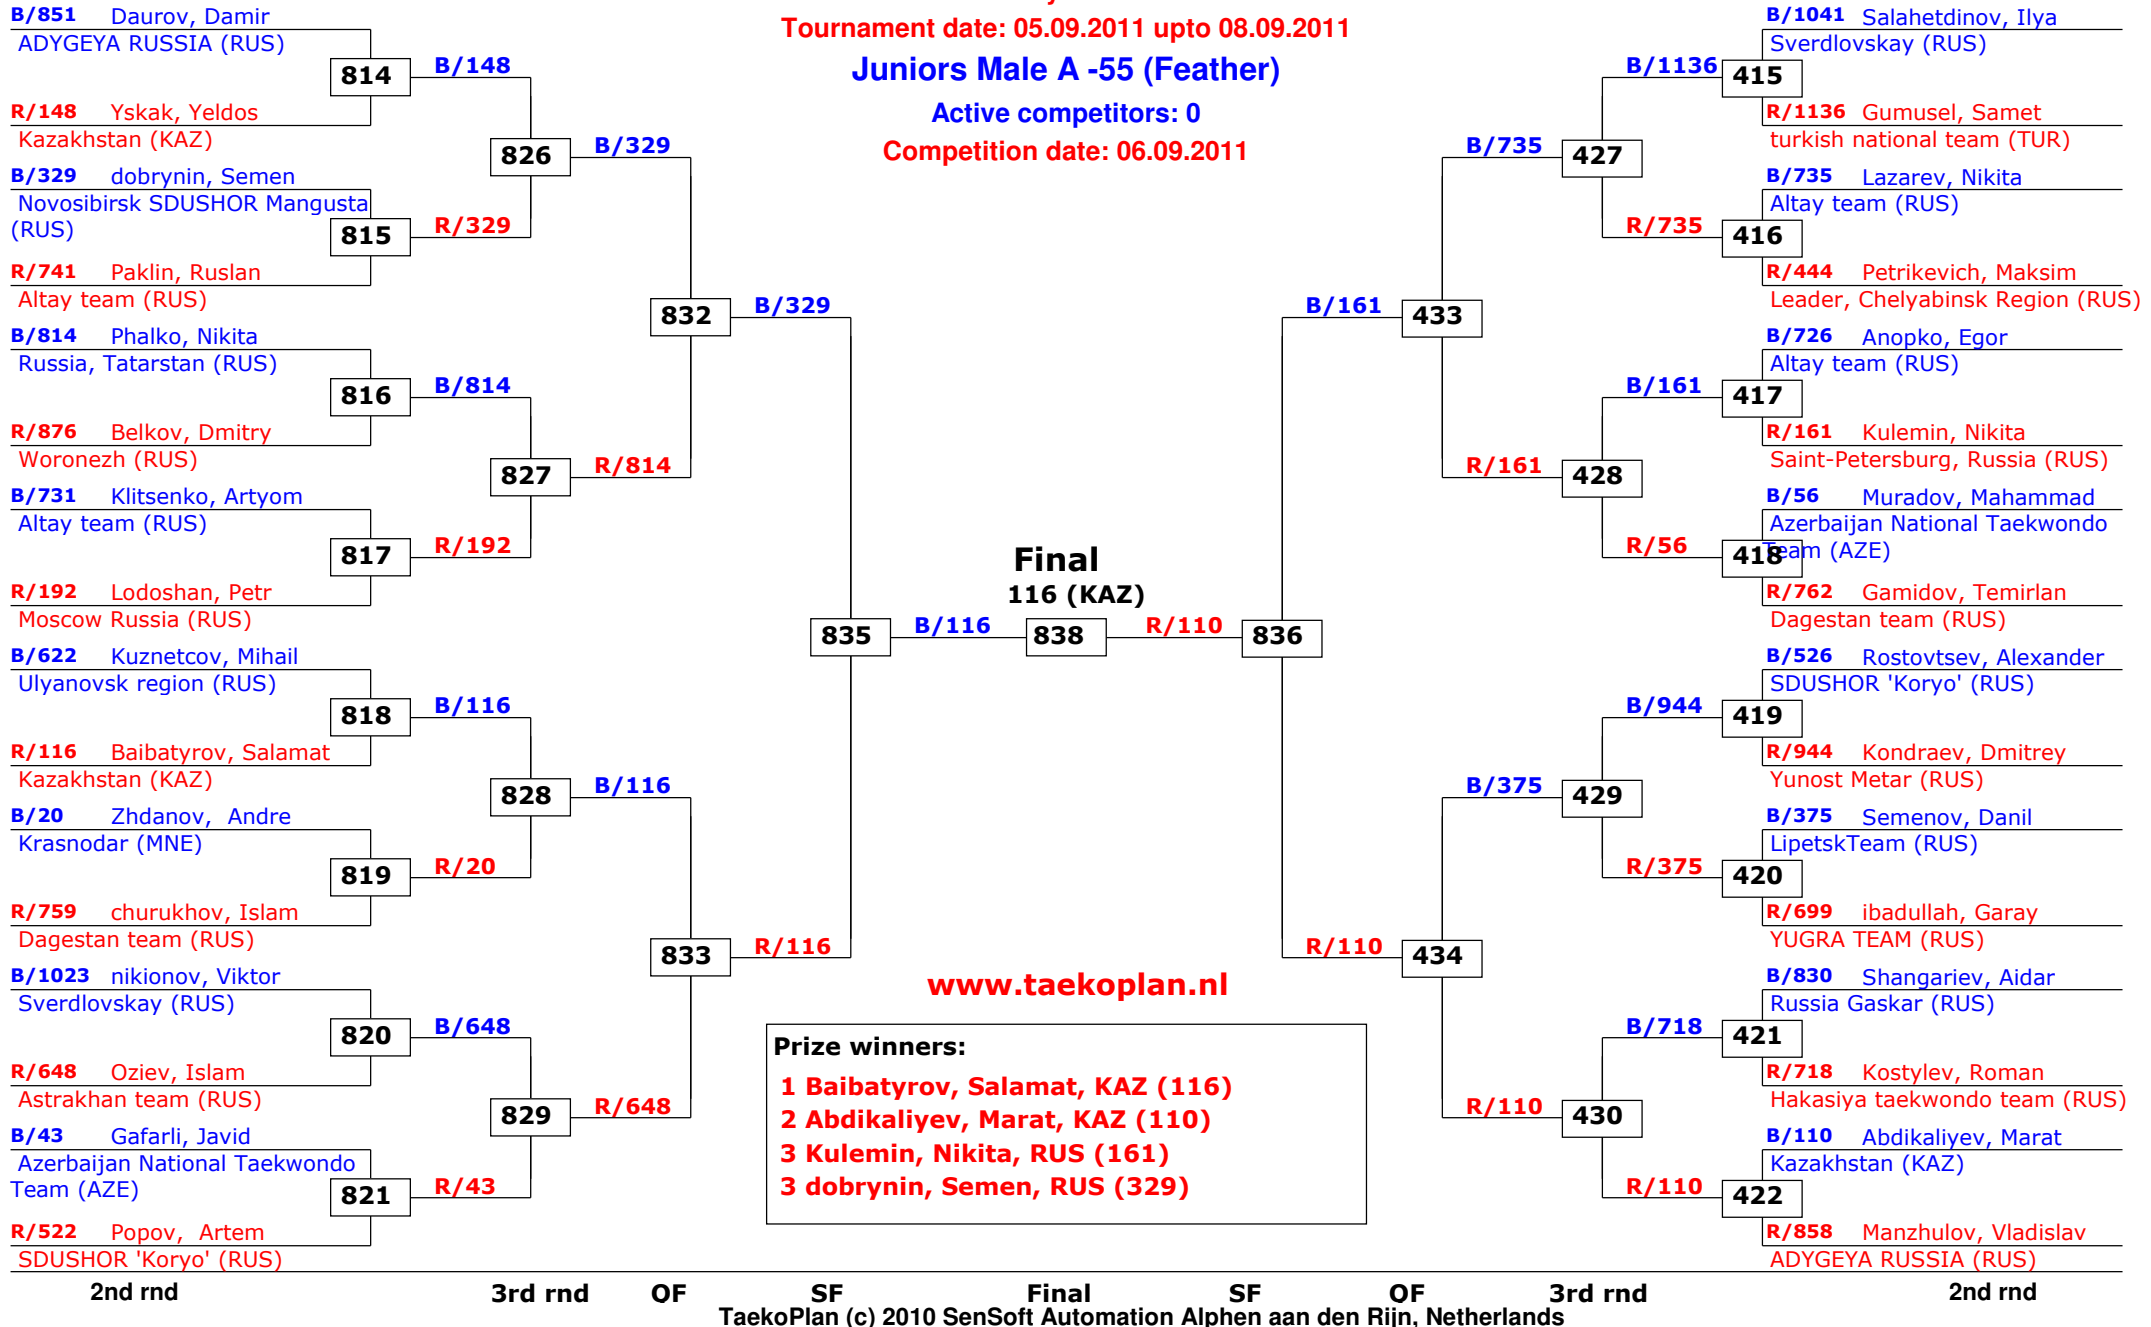 Tournament date: 05.09.2011 upto 08.09.2011
Juniors Male A -55 (Feather)
Active competitors: 0
Competition date: 06.09.2011
B/851 Daurov, Damir
ADYGEYA RUSSIA (RUS)
814
R/148 Yskak, Yeldos
Kazakhstan (KAZ)
B/329 dobrynin, Semen
Novosibirsk SDUSHOR Mangusta
(RUS)
815
R/741 Paklin, Ruslan
Altay team (RUS)
B/814 Phalko, Nikita
Russia, Tatarstan (RUS)
816
R/876 Belkov, Dmitry
Woronezh (RUS)
B/731 Klitsenko, Artyom
Altay team (RUS)
817
R/192 Lodoshan, Petr
Moscow Russia (RUS)
B/622 Kuznetcov, Mihail
Ulyanovsk region (RUS)
818
R/116 Baibatyrov, Salamat
Kazakhstan (KAZ)
B/20 Zhdanov, Andre
Krasnodar (MNE)
819
R/759 churukhov, Islam
Dagestan team (RUS)
B/1023 nikionov, Viktor
Sverdlovskay (RUS)
820
R/648 Oziev, Islam
Astrakhan team (RUS)
B/43 Gafarli, Javid
Azerbaijan National Taekwondo
Team (AZE)
821
R/522 Popov, Artem
SDUSHOR 'Koryo' (RUS)
B/148
826
R/329
B/814
827
R/192
B/116
828
R/20
B/648
829
R/43
B/329
832
R/814
B/116
833
R/648
B/329
835
R/116
Final
116 (KAZ)
B/116 838 R/110
B/161
836
R/110
B/735
433
R/161
B/375
434
R/110
B/1136
427
R/735
B/161
428
R/56
B/944
429
R/375
B/718
430
R/110
B/1041 Salahetdinov, Ilya
Sverdlovskay (RUS)
415
R/1136 Gumusel, Samet
turkish national team (TUR)
B/735 Lazarev, Nikita
Altay team (RUS)
416
R/444 Petrikevich, Maksim
Leader, Chelyabinsk Region (RUS)
B/726 Anopko, Egor
Altay team (RUS)
417
R/161 Kulemin, Nikita
Saint-Petersburg, Russia (RUS)
B/56 Muradov, Mahammad
Azerbaijan National Taekwondo
Team (AZE)
418
R/762 Gamidov, Temirlan
Dagestan team (RUS)
B/526 Rostovtsev, Alexander
SDUSHOR 'Koryo' (RUS)
419
R/944 Kondraev, Dmitrey
Yunost Metar (RUS)
B/375 Semenov, Danil
LipetskTeam (RUS)
420
R/699 ibadullah, Garay
YUGRA TEAM (RUS)
B/830 Shangariev, Aidar
Russia Gaskar (RUS)
421
R/718 Kostylev, Roman
Hakasiya taekwondo team (RUS)
B/110 Abdikaliyev, Marat
Kazakhstan (KAZ)
422
R/858 Manzhulov, Vladislav
ADYGEYA RUSSIA (RUS)
www.taekoplan.nl
Prize winners:
1 Baibatyrov, Salamat, KAZ (116)
2 Abdikaliyev, Marat, KAZ (110)
3 Kulemin, Nikita, RUS (161)
3 dobrynin, Semen, RUS (329)
2nd rnd 3rd rnd OF SF Final SF OF 3rd rnd 2nd rnd
TaekoPlan (c) 2010 SenSoft Automation Alphen aan den Rijn, Netherlands